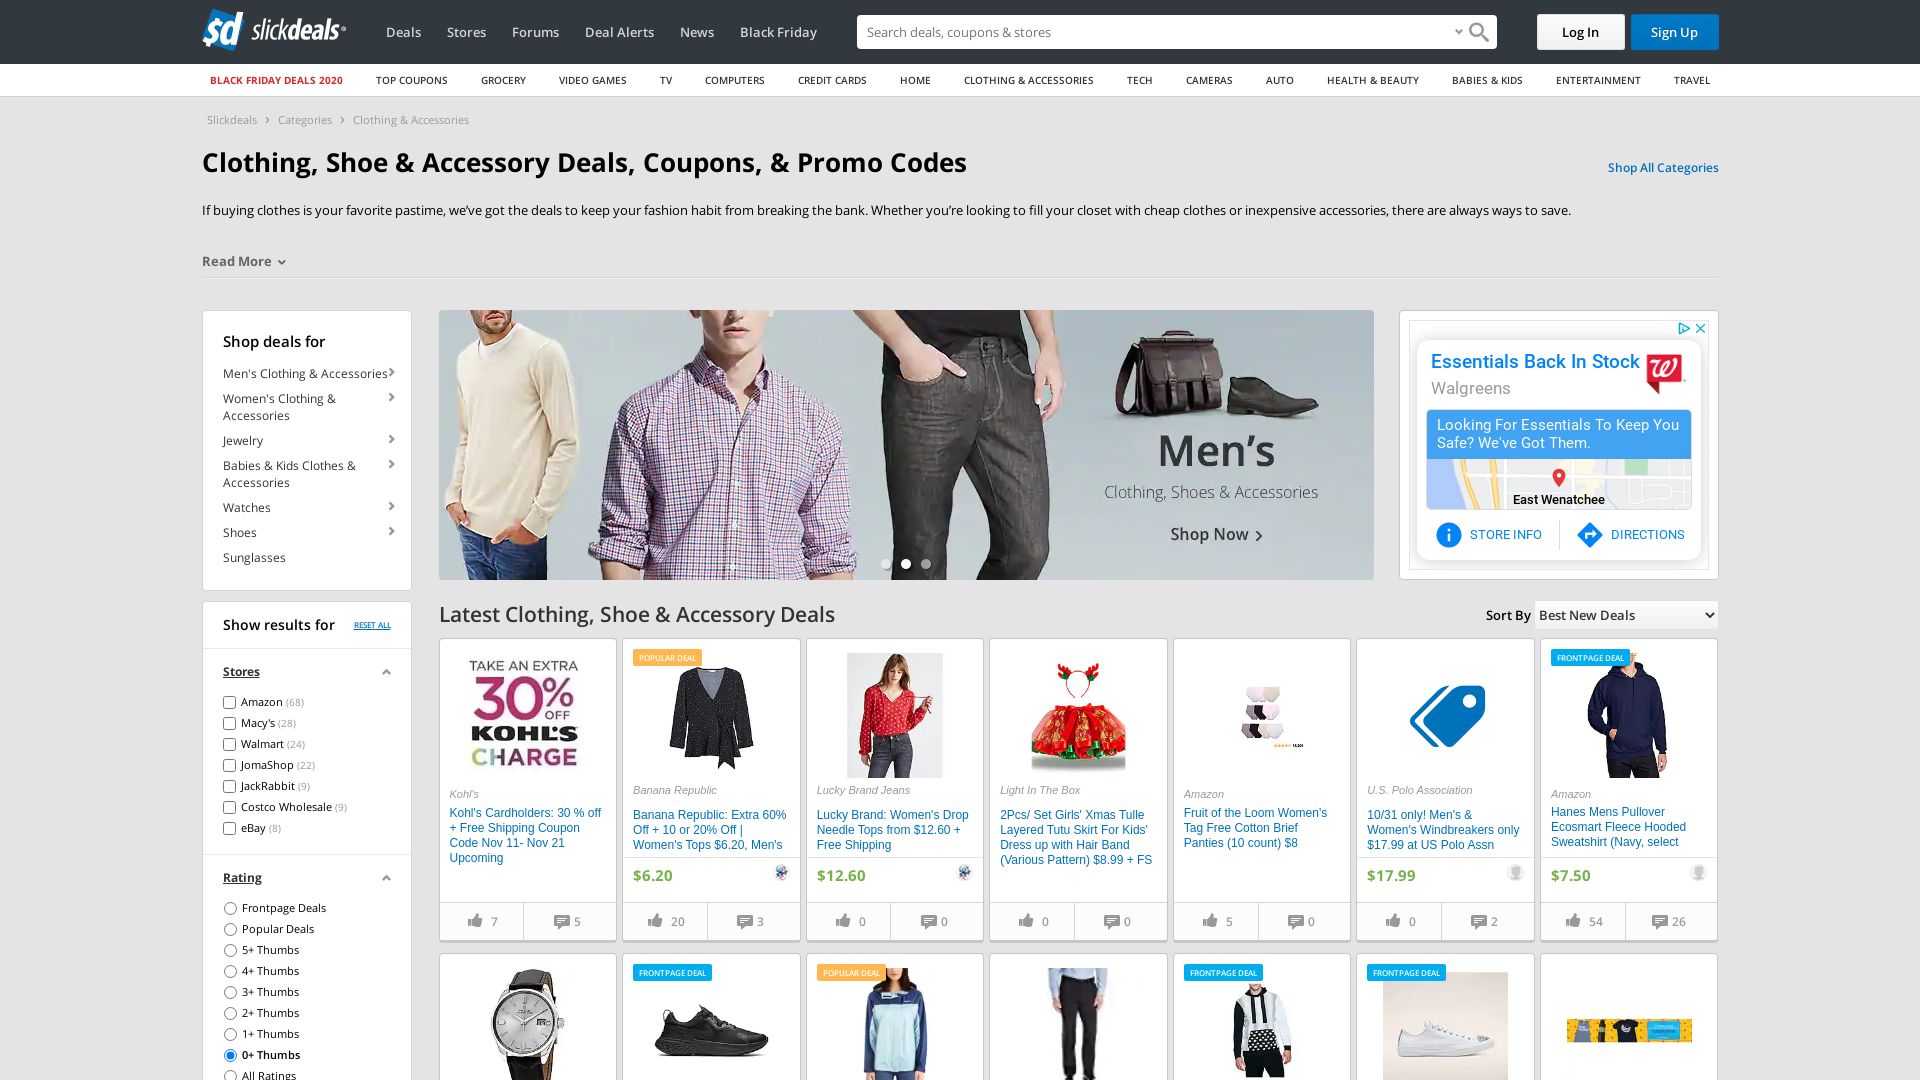 sd slickdeals
Deals
Stores
Forums
Deal Alerts
News
Black Friday
Search deals, coupons & stores
Log In
Sign Up
BLACK FRIDAY DEALS 2020
TOP COUPONS
GROCERY
VIDEO GAMES
TV
COMPUTERS
CREDIT CARDS
HOME
CLOTHING & ACCESSORIES
TECH
CAMERAS
AUTO
HEALTH & BEAUTY
BABIES & KIDS
ENTERTAINMENT
TRAVEL
Slickdeals
Categories
Clothing & Accessories
Clothing, Shoe & Accessory Deals, Coupons, & Promo Codes
Shop All Categories
If buying clothes is your favorite pastime, we’ve got the deals to keep your fashion habit from breaking the bank. Whether you’re looking to fill your closet with cheap clothes or inexpensive accessories, there are always ways to save.
Read More
Shop deals for
Men's Clothing & Accessories
Women's Clothing &
Accessories
Jewelry
Babies & Kids Clothes &
Accessories
Watches
Shoes
Sunglasses
Men’s
Clothing, Shoes & Accessories
Shop Now
Essentials Back In Stock
Walgreens
Looking For Essentials To Keep You
Safe? We've Got Them.
East Wenatchee
STORE INFO
DIRECTIONS
Show results for
RESET ALL
Stores
Amazon (68)
Macy's (28)
Walmart (24)
JomaShop (22)
JackRabbit (9)
Costco Wholesale (9)
eBay (8)
Rating
Frontpage Deals
Popular Deals
5+ Thumbs
4+ Thumbs
3+ Thumbs
2+ Thumbs
1+ Thumbs
0+ Thumbs
All Ratings
Latest Clothing, Shoe & Accessory Deals
Sort By
Best New Deals
TAKE AN EXTRA
30% OFF
KOHL'S
CHARGE
Kohl's
Kohl's Cardholders: 30 % off
+ Free Shipping Coupon
Code Nov 11- Nov 21
Upcoming
7
5
POPULAR DEAL
Banana Republic
Banana Republic: Extra 60%
Off + 10 or 20% Off |
Women's Tops $6.20, Men's
$6.20
20
3
Lucky Brand Jeans
Lucky Brand: Women's Drop
Needle Tops from $12.60 +
Free Shipping
$12.60
0
0
Light In The Box
2Pcs/ Set Girls' Xmas Tulle
Layered Tutu Skirt For Kids'
Dress up with Hair Band
(Various Pattern) $8.99 + FS
0
0
Amazon
Fruit of the Loom Women's
Tag Free Cotton Brief
Panties (10 count) $8
5
0
U.S. Polo Association
10/31 only! Men's &
Women's Windbreakers only
$17.99 at US Polo Assn
$17.99
0
2
FRONTPAGE DEAL
Amazon
Hanes Mens Pullover
Ecosmart Fleece Hooded
Sweatshirt (Navy, select
$7.50
54
26
FRONTPAGE DEAL
POPULAR DEAL
FRONTPAGE DEAL
FRONTPAGE DEAL